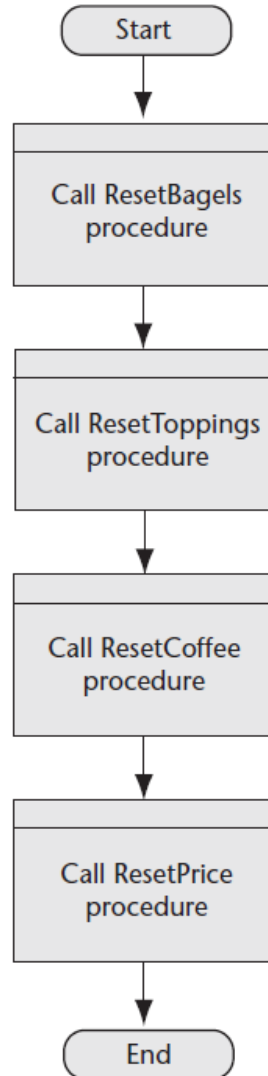 Start
Call ResetBagels
procedure
Call ResetToppings
procedure
Call ResetCoffee
procedure
Call ResetPrice
procedure
End